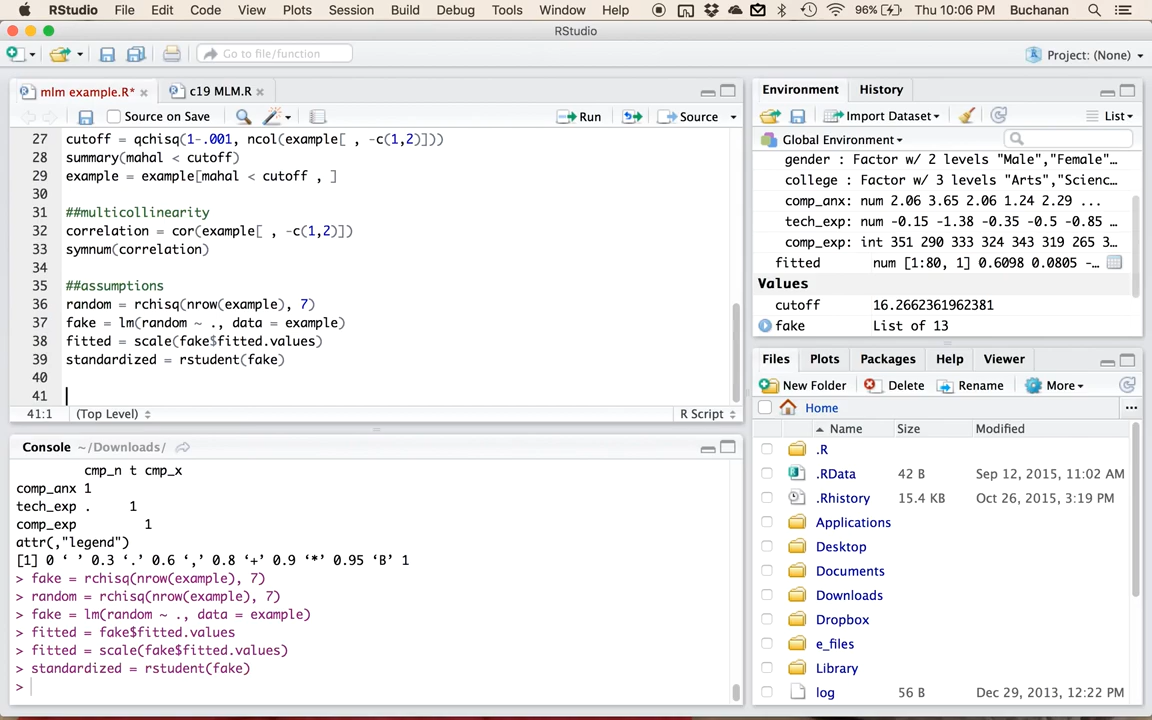 RStudio File Edit Code View Plots Session Build Debug Tools Window Help 96% Thu 10:06 PM Buchanan
RStudio
Go to file/function
Project: (None)
mlm example.R*
c19 MLM.R
Source on Save
Run
Source
27 cutoff = qchisq(1-.001, ncol(example[ , -c(1,2)]))
28 summary(mahal < cutoff)
29 example = example[mahal < cutoff , ]
30
31 ##multicollinearity
32 correlation = cor(example[ , -c(1,2)])
33 symnum(correlation)
34
35 ##assumptions
36 random = rchisq(nrow(example), 7)
37 fake = lm(random ~ ., data = example)
38 fitted = scale(fake$fitted.values)
39 standardized = rstudent(fake)
40
41
41:1 (Top Level) R Script
Console ~/Downloads/
cmp_n t cmp_x
comp_anx 1
tech_exp . 1
comp_exp 1
attr(,"legend")
[1] 0 ‘ ’ 0.3 ‘.’ 0.6 ‘,’ 0.8 ‘+’ 0.9 ‘*’ 0.95 ‘B’ 1
> fake = rchisq(nrow(example), 7)
> random = rchisq(nrow(example), 7)
> fake = lm(random ~ ., data = example)
> fitted = fake$fitted.values
> fitted = scale(fake$fitted.values)
> standardized = rstudent(fake)
>
Environment History
Import Dataset List
Global Environment
gender : Factor w/ 2 levels "Male","Female"…
college : Factor w/ 3 levels "Arts","Scienc…
comp_anx: num 2.06 3.65 2.06 1.24 2.29 ...
tech_exp: num -0.15 -1.38 -0.35 -0.5 -0.85 …
comp_exp: int 351 290 333 324 343 319 265 3…
fitted num [1:80, 1] 0.6098 0.0805 -…
Values
cutoff 16.2662361962381
fake List of 13
Files Plots Packages Help Viewer
New Folder Delete Rename More
Home
Name Size Modified
.R
.RData 42 B Sep 12, 2015, 11:02 AM
.Rhistory 15.4 KB Oct 26, 2015, 3:19 PM
Applications
Desktop
Documents
Downloads
Dropbox
e_files
Library
log 56 B Dec 29, 2013, 12:22 PM